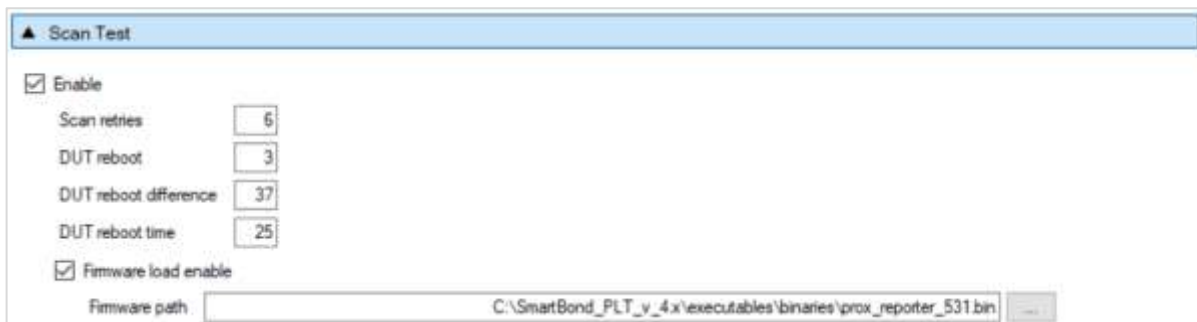 ▲ Scan Test
Enable
Scan retries 6
DUT reboot 3
DUT reboot difference 37
DUT reboot time 25
Firmware load enable
Firmware path C:\SmartBond_PLT_v_4.x\executables\binaries\prox_reporter_531.bin ...